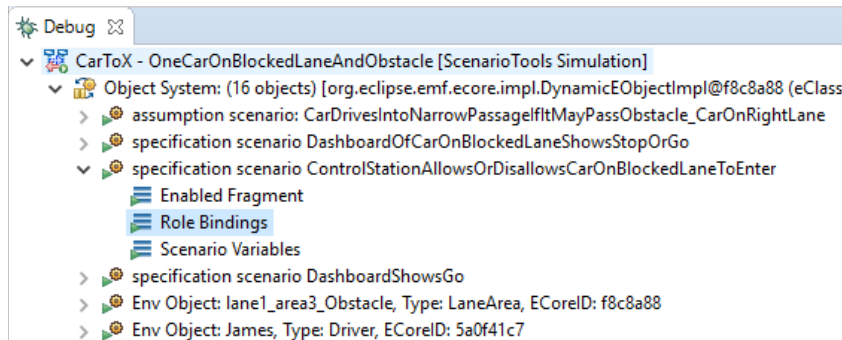 Debug
CarToX - OneCarOnBlockedLaneAndObstacle [ScenarioTools Simulation]
Object System: (16 objects) [org.eclipse.emf.ecore.impl.DynamicEObjectImpl@f8c8a88 (eClass
assumption scenario: CarDrivesIntoNarrowPassageIfItMayPassObstacle_CarOnRightLane
specification scenario DashboardOfCarOnBlockedLaneShowsStopOrGo
specification scenario ControlStationAllowsOrDisallowsCarOnBlockedLaneToEnter
Enabled Fragment
Role Bindings
Scenario Variables
specification scenario DashboardShowsGo
Env Object: lane1_area3_Obstacle, Type: LaneArea, ECoreID: f8c8a88
Env Object: James, Type: Driver, ECoreID: 5a0f41c7